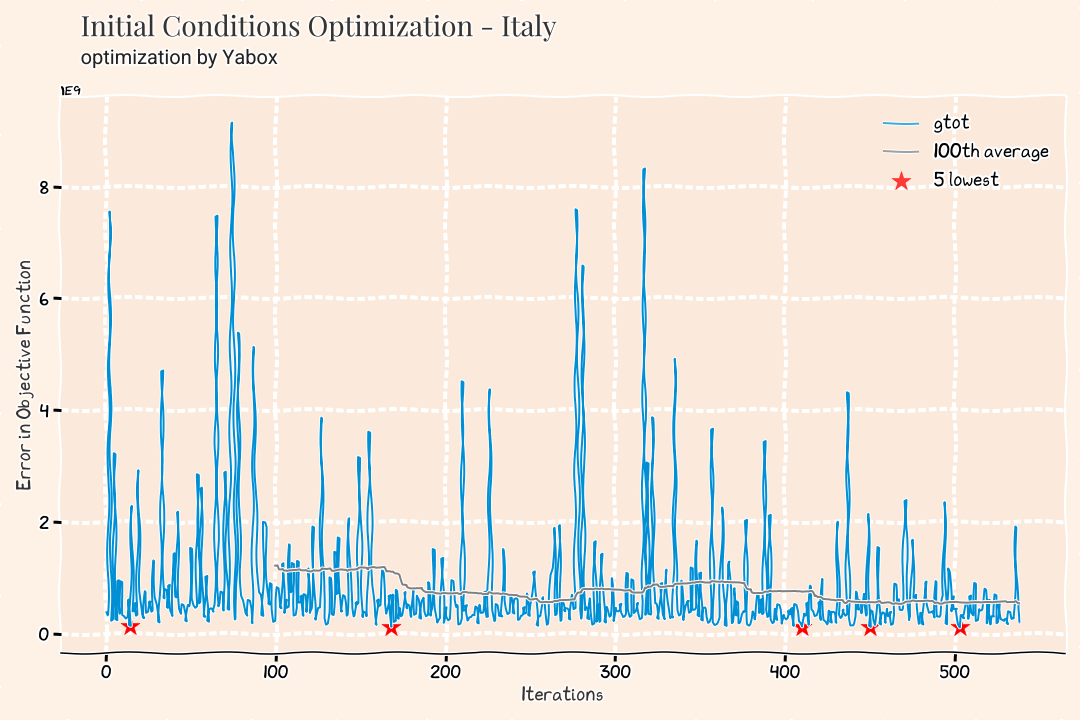 Initial Conditions Optimization - Italy
optimization by Yabox
1E9
gtot
100th average
5 lowest
8
6
4
2
0
Error in Objective Function
0 100 200 300 400 500
Iterations